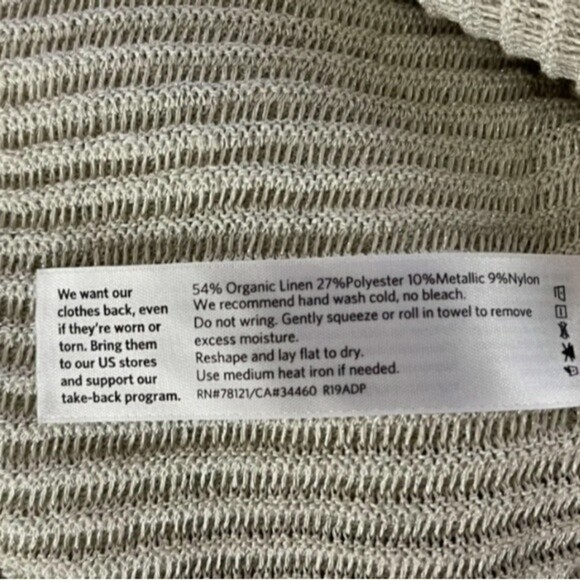 We want our
clothes back, even
if they're worn or
torn. Bring them
to our US stores
and support our
take-back program.
54% Organic Linen 27%Polyester 10%Metallic 9%Nylon
We recommend hand wash cold, no bleach.
Do not wring. Gently squeeze or roll in towel to remove
excess moisture.
Reshape and lay flat to dry.
Use medium heat iron if needed.
RN#78121/CA#34460 R19ADP